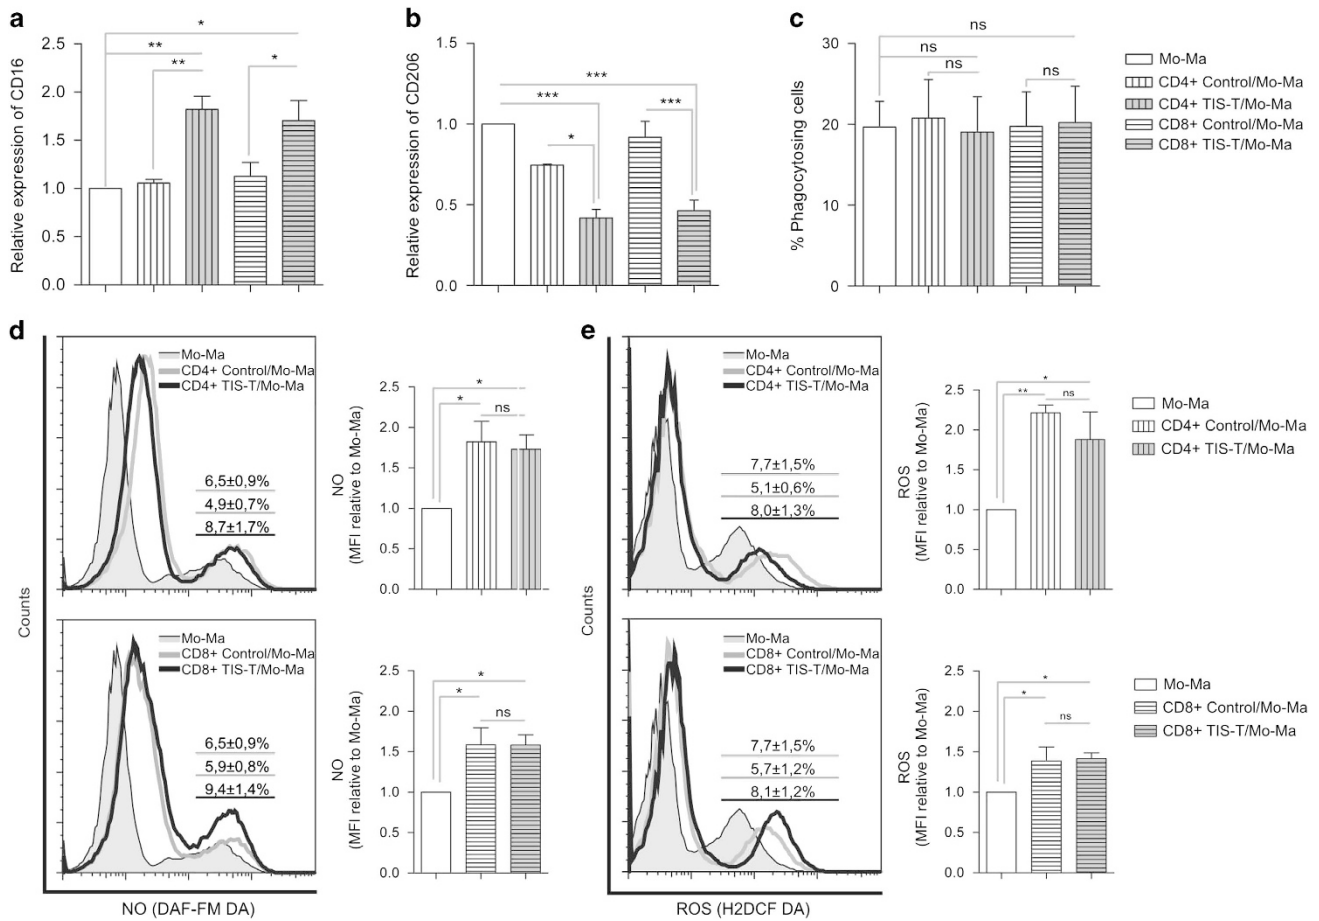 a
Relative expression of CD16
2.5
2.0
1.5
1.0
0.5
0.0
*
**
**
*
b
Relative expression of CD206
1.5
1.0
0.5
0.0
***
***
***
*
c
% Phagocytosing cells
30
20
10
0
ns
ns
ns
ns
Mo-Ma
CD4+ Control/Mo-Ma
CD4+ TIS-T/Mo-Ma
CD8+ Control/Mo-Ma
CD8+ TIS-T/Mo-Ma
d
Counts
Mo-Ma
CD4+ Control/Mo-Ma
CD4+ TIS-T/Mo-Ma
6,5±0,9%
4,9±0,7%
8,7±1,7%
NO
(MFI relative to Mo-Ma)
2.5
2.0
1.5
1.0
0.5
0.0
*
*
ns
Mo-Ma
CD8+ Control/Mo-Ma
CD8+ TIS-T/Mo-Ma
6,5±0,9%
5,9±0,8%
9,4±1,4%
NO
(MFI relative to Mo-Ma)
2.5
2.0
1.5
1.0
0.5
0.0
*
*
ns
NO (DAF-FM DA)
e
Counts
Mo-Ma
CD4+ Control/Mo-Ma
CD4+ TIS-T/Mo-Ma
7,7±1,5%
5,1±0,6%
8,0±1,3%
ROS
(MFI relative to Mo-Ma)
2.5
2.0
1.5
1.0
0.5
0.0
*
**
ns
Mo-Ma
CD4+ Control/Mo-Ma
CD4+ TIS-T/Mo-Ma
Mo-Ma
CD8+ Control/Mo-Ma
CD8+ TIS-T/Mo-Ma
7,7±1,5%
5,7±1,2%
8,1±1,2%
ROS
(MFI relative to Mo-Ma)
2.5
2.0
1.5
1.0
0.5
0.0
*
*
ns
Mo-Ma
CD8+ Control/Mo-Ma
CD8+ TIS-T/Mo-Ma
ROS (H2DCF DA)